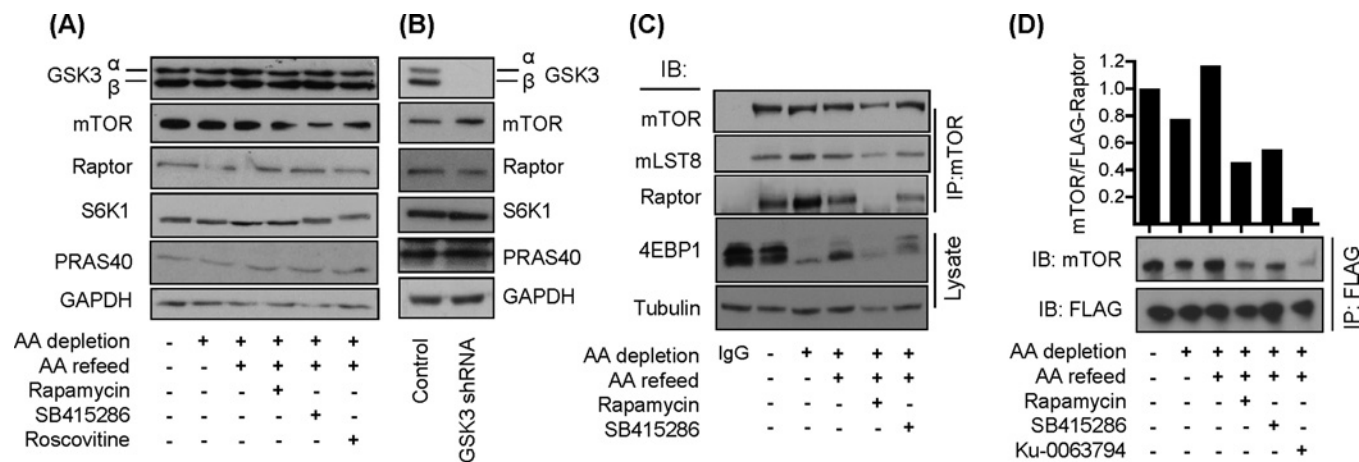 (A)
GSK3 α
β
mTOR
Raptor
S6K1
PRAS40
GAPDH
AA depletion - + + + + +
AA refeed - - + + + +
Rapamycin - - - + - -
SB415286 - - - - + -
Roscovitine - - - - - +
(B)
α
β GSK3
mTOR
Raptor
S6K1
PRAS40
GAPDH
Control
GSK3 shRNA
(C)
IB:
mTOR
mLST8
Raptor
4EBP1
Tubulin
IP:mTOR
Lysate
AA depletion IgG - + + + +
AA refeed - - + + +
Rapamycin - - - + -
SB415286 - - - - +
(D)
mTOR/FLAG-Raptor
1.2
1.0
0.8
0.6
0.4
0.2
IB: mTOR
IB: FLAG
IP: FLAG
AA depletion - + + + + +
AA refeed - - + + + +
Rapamycin - - - + - -
SB415286 - - - - + -
Ku-0063794 - - - - - +